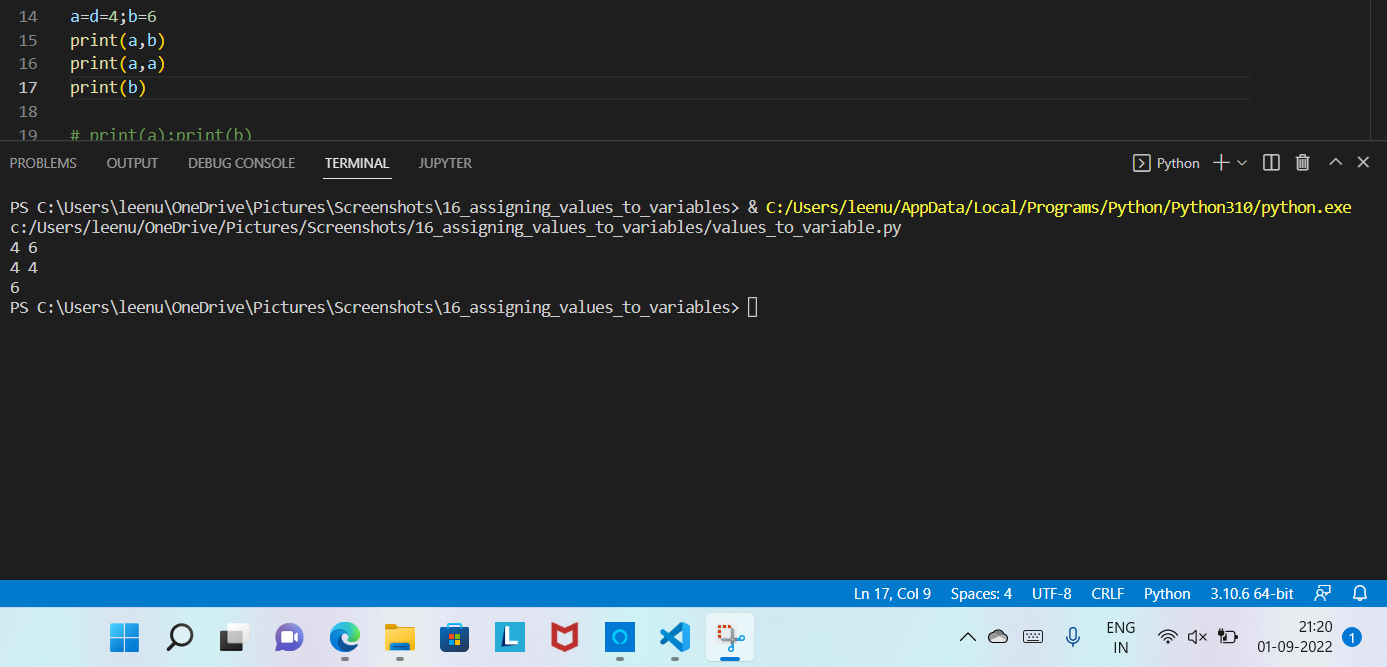 14 a=d=4;b=6
15 print(a,b)
16 print(a,a)
17 print(b)
18
19 # print(a);print(b)
PROBLEMS OUTPUT DEBUG CONSOLE TERMINAL JUPYTER Python
PS C:\Users\leenu\OneDrive\Pictures\Screenshots\16_assigning_values_to_variables> & C:/Users/leenu/AppData/Local/Programs/Python/Python310/python.exe
c:/Users/leenu/OneDrive/Pictures/Screenshots/16_assigning_values_to_variables/values_to_variable.py
4 6
4 4
6
PS C:\Users\leenu\OneDrive\Pictures\Screenshots\16_assigning_values_to_variables>
Ln 17, Col 9 Spaces: 4 UTF-8 CRLF Python 3.10.6 64-bit
L ENG 21:20
IN 01-09-2022 1